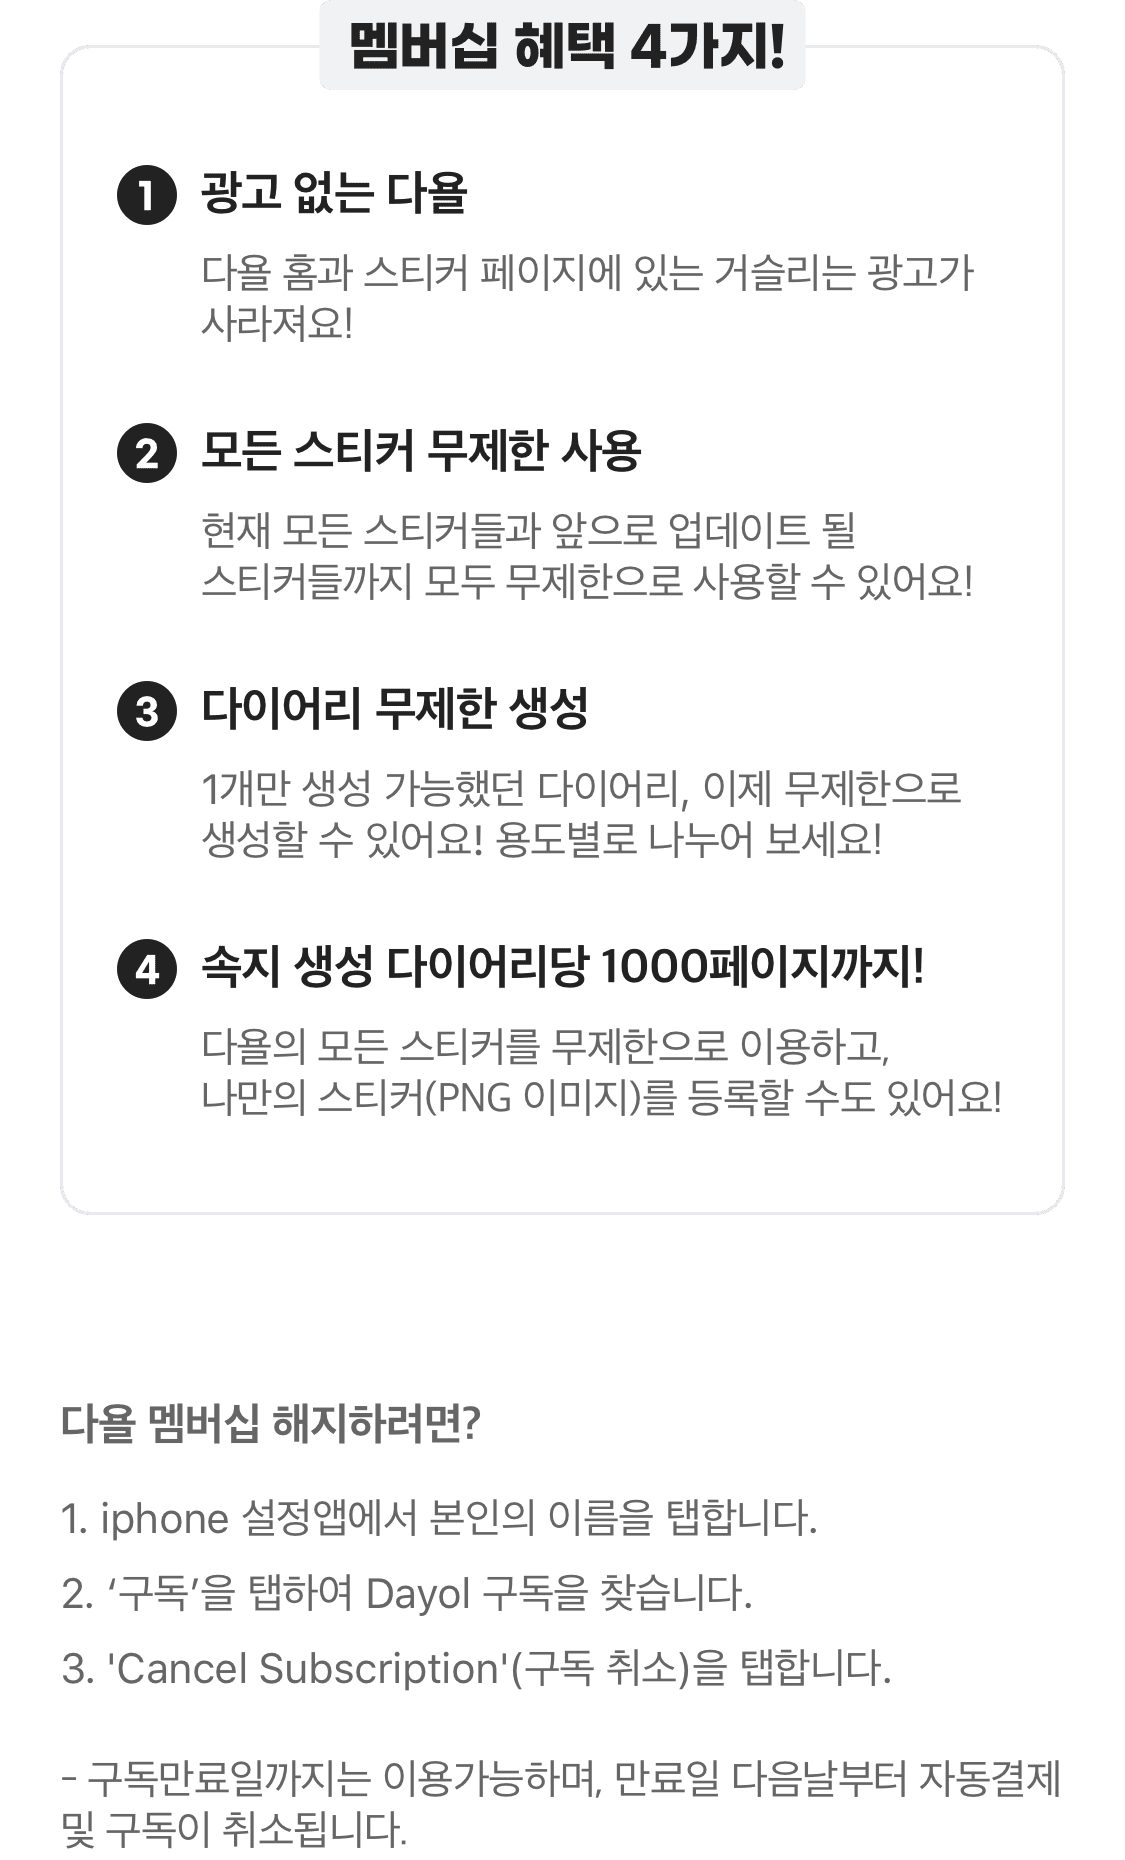 멤버십 혜택 4가지!
1 광고 없는 다욜
다욜 홈과 스티커 페이지에 있는 거슬리는 광고가
사라져요!
2 모든 스티커 무제한 사용
현재 모든 스티커들과 앞으로 업데이트 될
스티커들까지 모두 무제한으로 사용할 수 있어요!
3 다이어리 무제한 생성
1개만 생성 가능했던 다이어리, 이제 무제한으로
생성할 수 있어요! 용도별로 나누어 보세요!
4 속지 생성 다이어리당 1000페이지까지!
다욜의 모든 스티커를 무제한으로 이용하고,
나만의 스티커(PNG 이미지)를 등록할 수도 있어요!
다욜 멤버십 해지하려면?
1. iphone 설정앱에서 본인의 이름을 탭합니다.
2. ‘구독’을 탭하여 Dayol 구독을 찾습니다.
3. 'Cancel Subscription'(구독 취소)을 탭합니다.
- 구독만료일까지는 이용가능하며, 만료일 다음날부터 자동결제
및 구독이 취소됩니다.